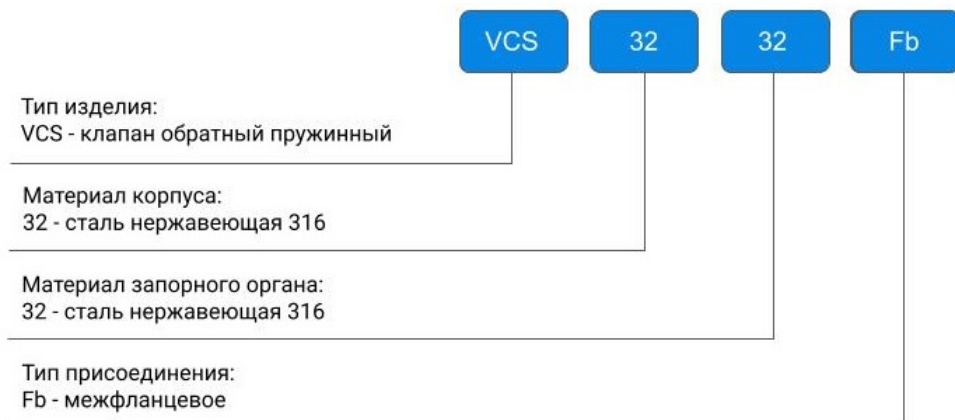 VCS 32 32 Fb
Тип изделия:
VCS - клапан обратный пружинный
Материал корпуса:
32 - сталь нержавеющая 316
Материал запорного органа:
32 - сталь нержавеющая 316
Тип присоединения:
Fb - межфланцевое